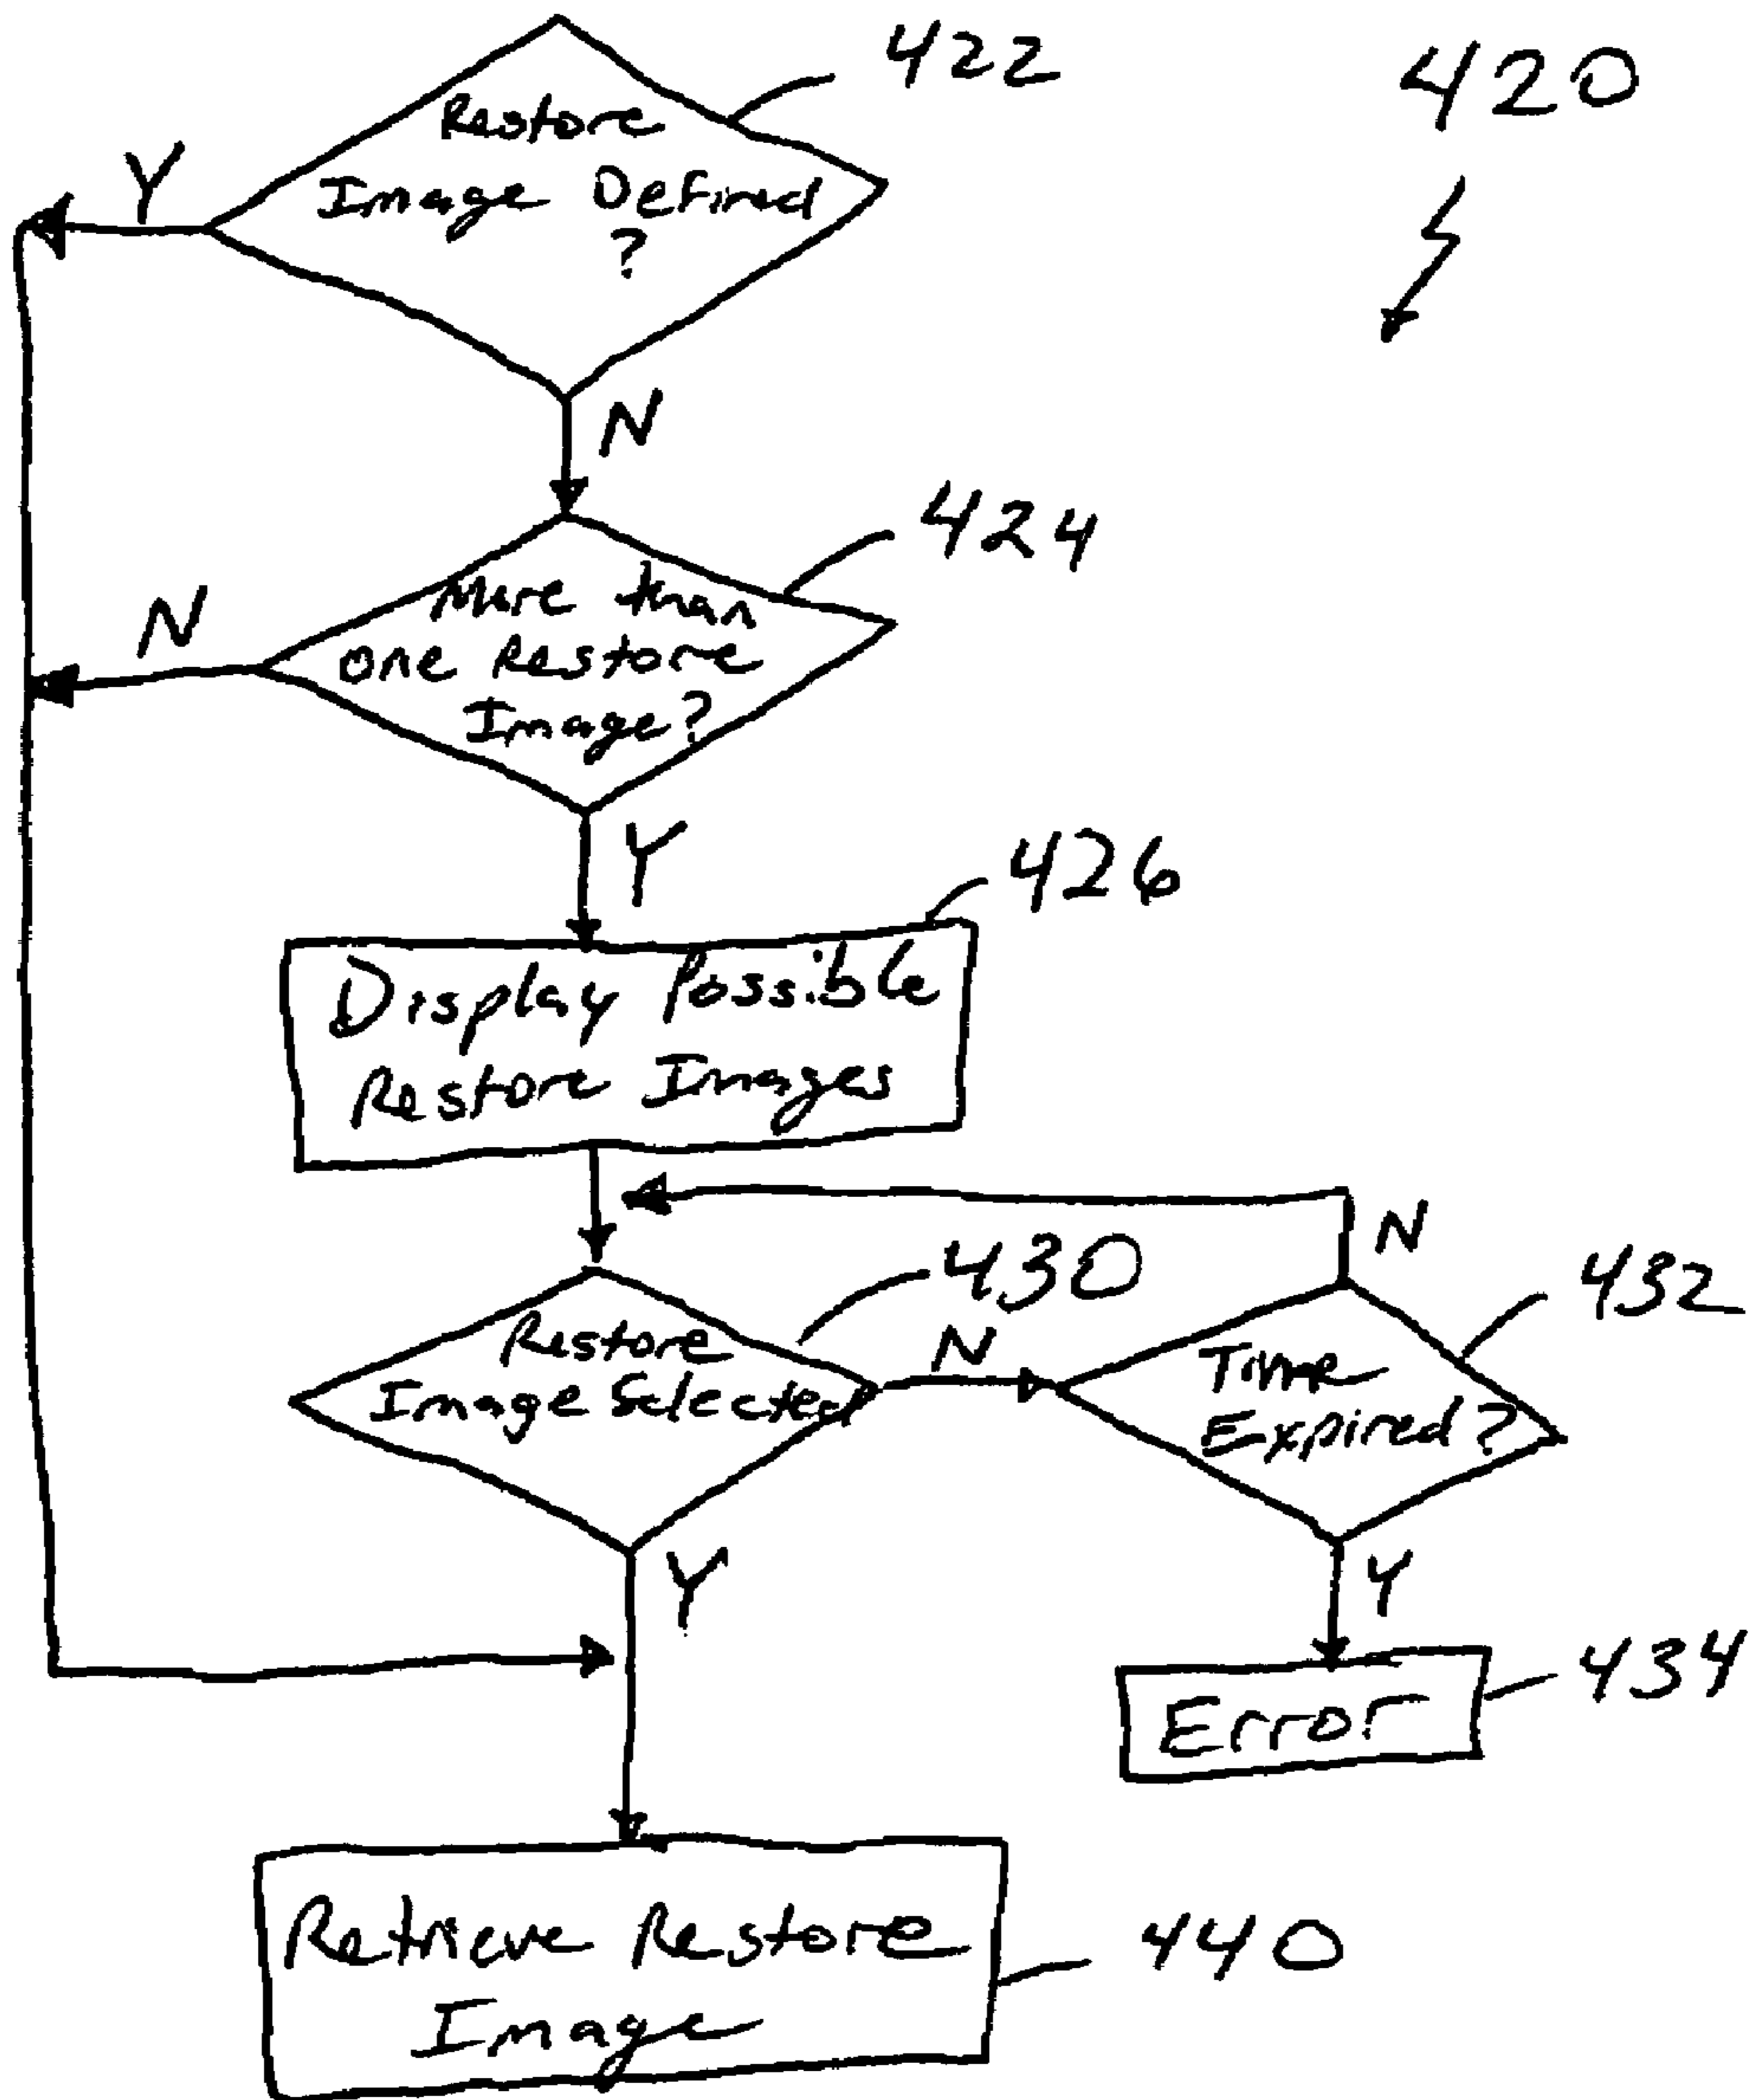 422
420
Restore
Image Defined
?
Y
N
424
More than
one Restore
Image?
N
Y
426
Display Possible
Restore Images
N
430
432
Restore
Image Selected
N
Time
Expired?
Y
Y
434
Error
Retrieve Restore
Image
440